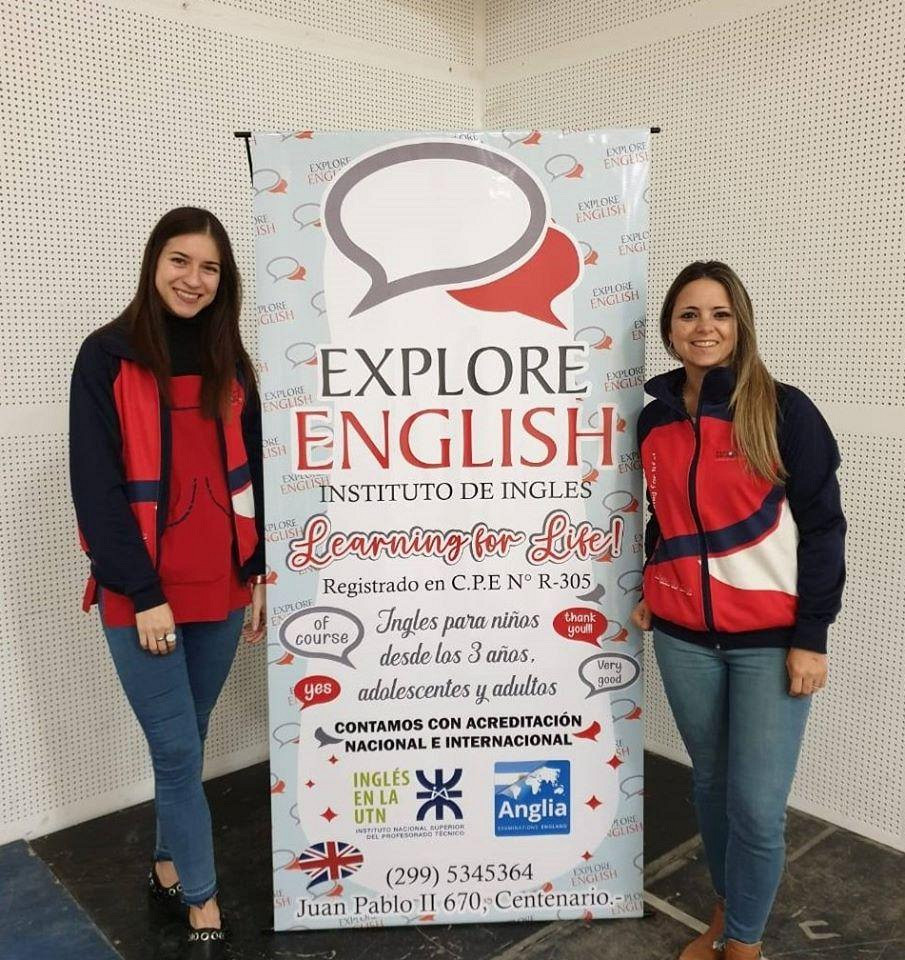 EXPLORE
ENGLISH
INSTITUTO DE INGLES
Learning for Life!
Registrado en C.P.E N° R-305
of
course
Ingles para niños
desde los 3 años,
adolescentes y adultos
thank
you!!!
Very
good
yes
CONTAMOS CON ACREDITACIÓN
NACIONAL E INTERNACIONAL
INGLÉS
EN LA
UTN
INSTITUTO NACIONAL SUPERIOR
DEL PROFESORADO TÉCNICO
Anglia
EXAMINATIONS ENGLAND
(299) 5345364
Juan Pablo II 670, Centenario.-